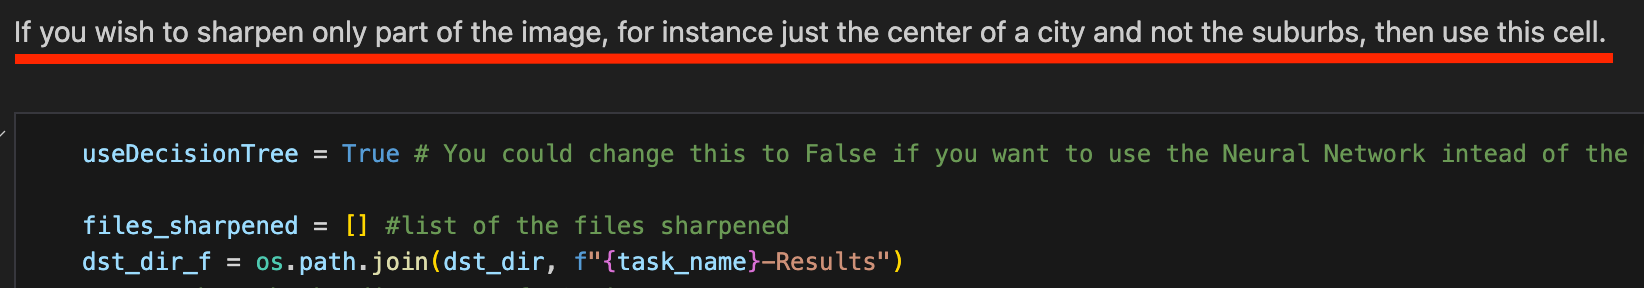 If you wish to sharpen only part of the image, for instance just the center of a city and not the suburbs, then use this cell.
useDecisionTree = True # You could change this to False if you want to use the Neural Network intead of the
files_sharpened = [] #list of the files sharpened
dst_dir_f = os.path.join(dst_dir, f"{task_name}-Results")